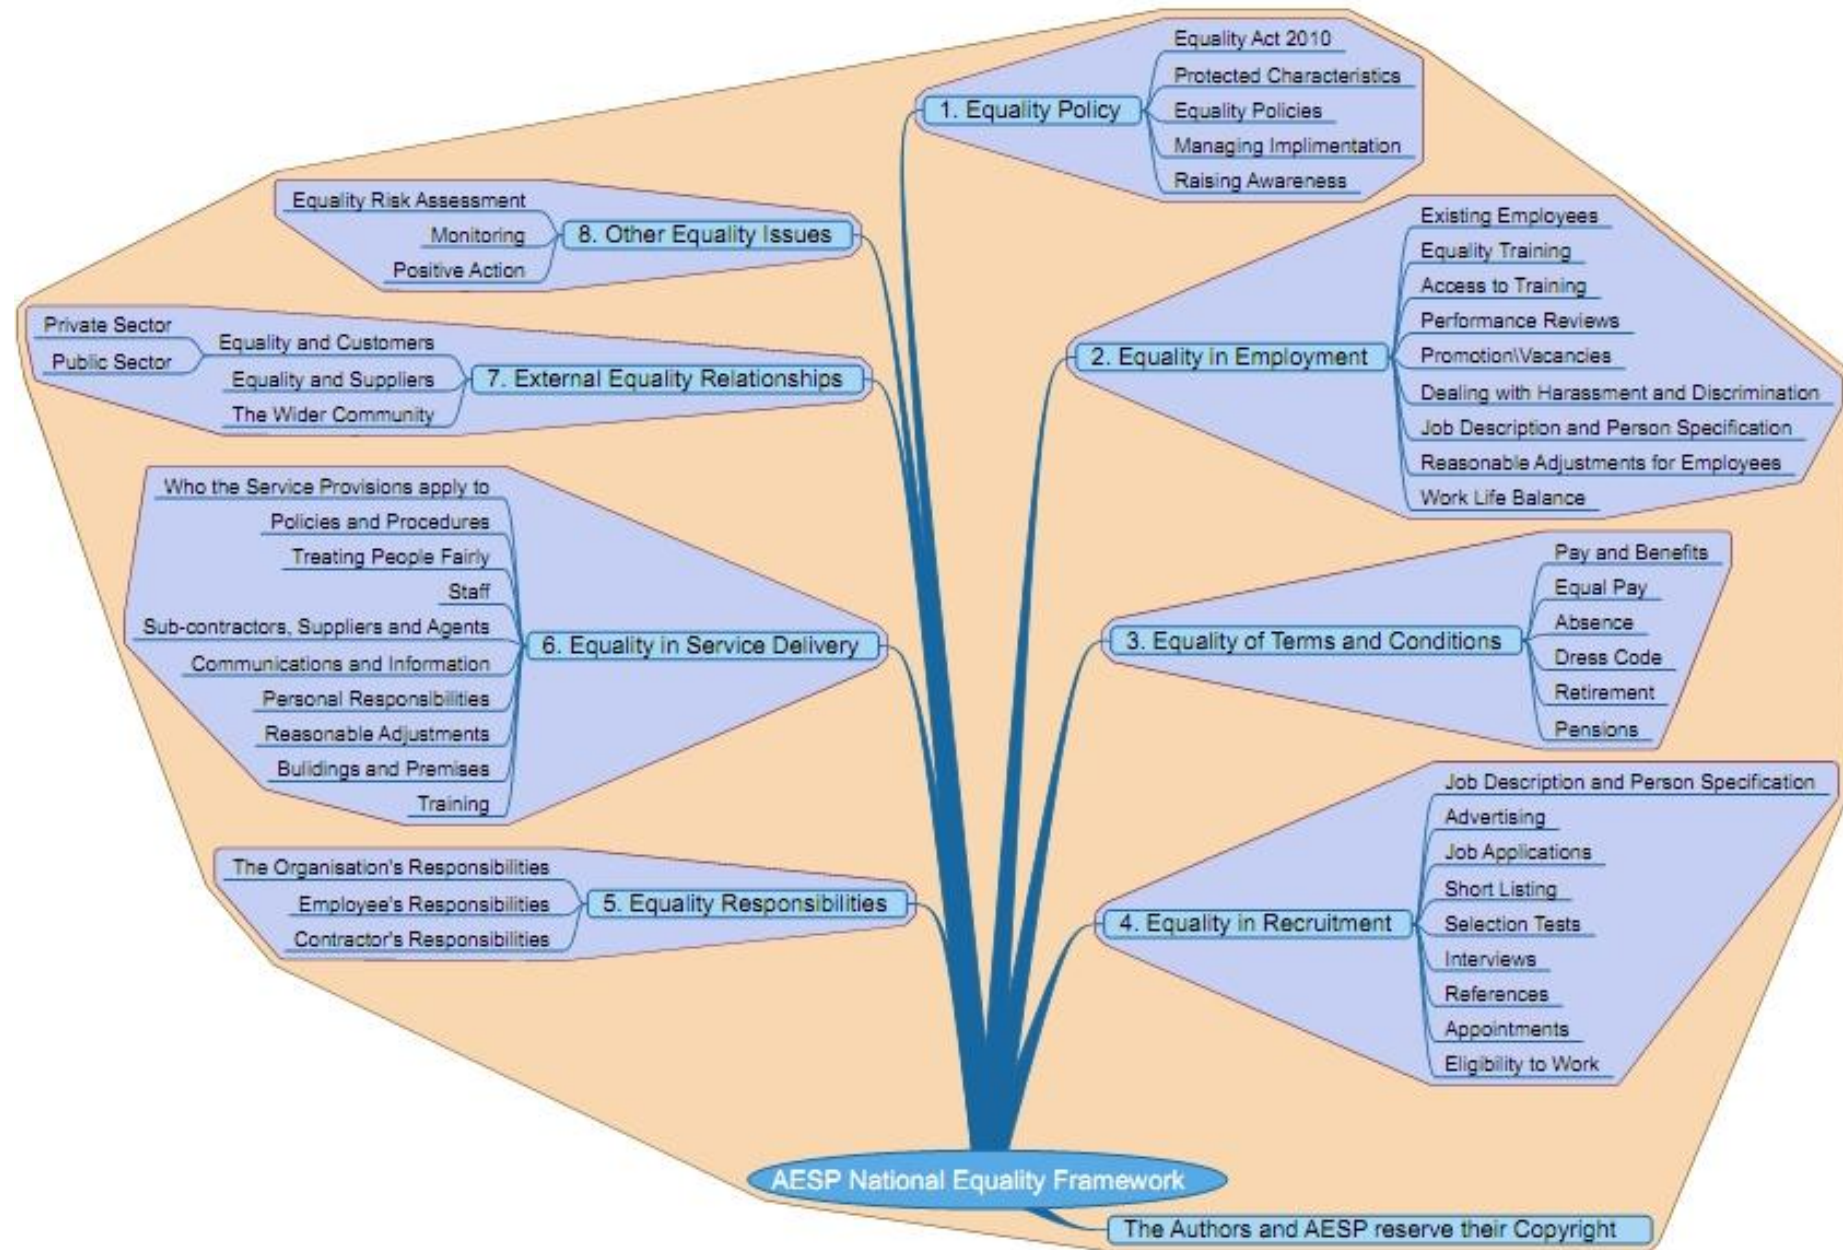 Equality Act 2010
Protected Characteristics
1. Equality Policy
Equality Policies
Managing Implimentation
Raising Awareness
Existing Employees
Equality Training
Access to Training
Performance Reviews
2. Equality in Employment
Promotion\Vacancies
Dealing with Harassment and Discrimination
Job Description and Person Specification
Reasonable Adjustments for Employees
Work Life Balance
Pay and Benefits
Equal Pay
Absence
3. Equality of Terms and Conditions
Dress Code
Retirement
Pensions
Job Description and Person Specification
Advertising
Job Applications
Short Listing
4. Equality in Recruitment
Selection Tests
Interviews
References
Appointments
Eligibility to Work
The Organisation's Responsibilities
Employee's Responsibilities
5. Equality Responsibilities
Contractor's Responsibilities
Who the Service Provisions apply to
Policies and Procedures
Treating People Fairly
Staff
Sub-contractors, Suppliers and Agents
6. Equality in Service Delivery
Communications and Information
Personal Responsibilities
Reasonable Adjustments
Bulidings and Premises
Training
Private Sector
Public Sector
Equality and Customers
Equality and Suppliers
7. External Equality Relationships
The Wider Community
Equality Risk Assessment
Monitoring
8. Other Equality Issues
Positive Action
AESP National Equality Framework
The Authors and AESP reserve their Copyright